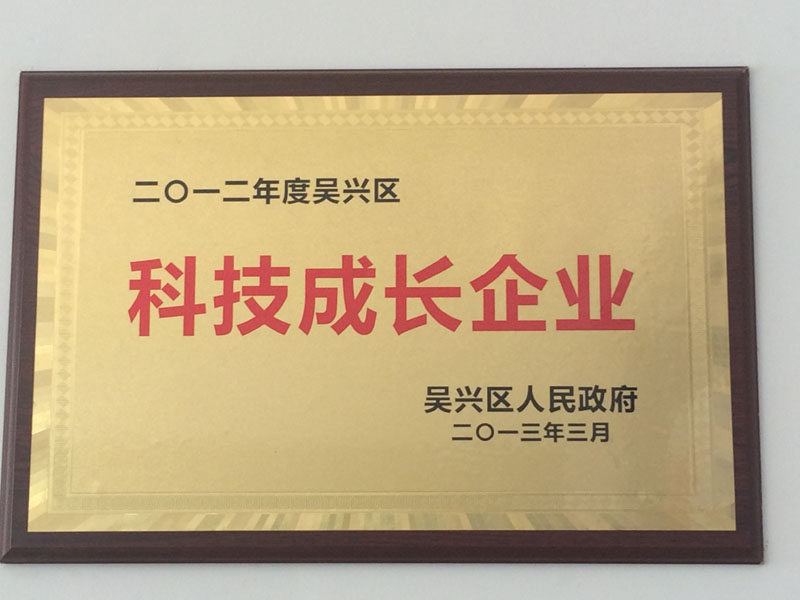 二〇一二年度吴兴区
科技成长企业
吴兴区人民政府
二〇一三年三月